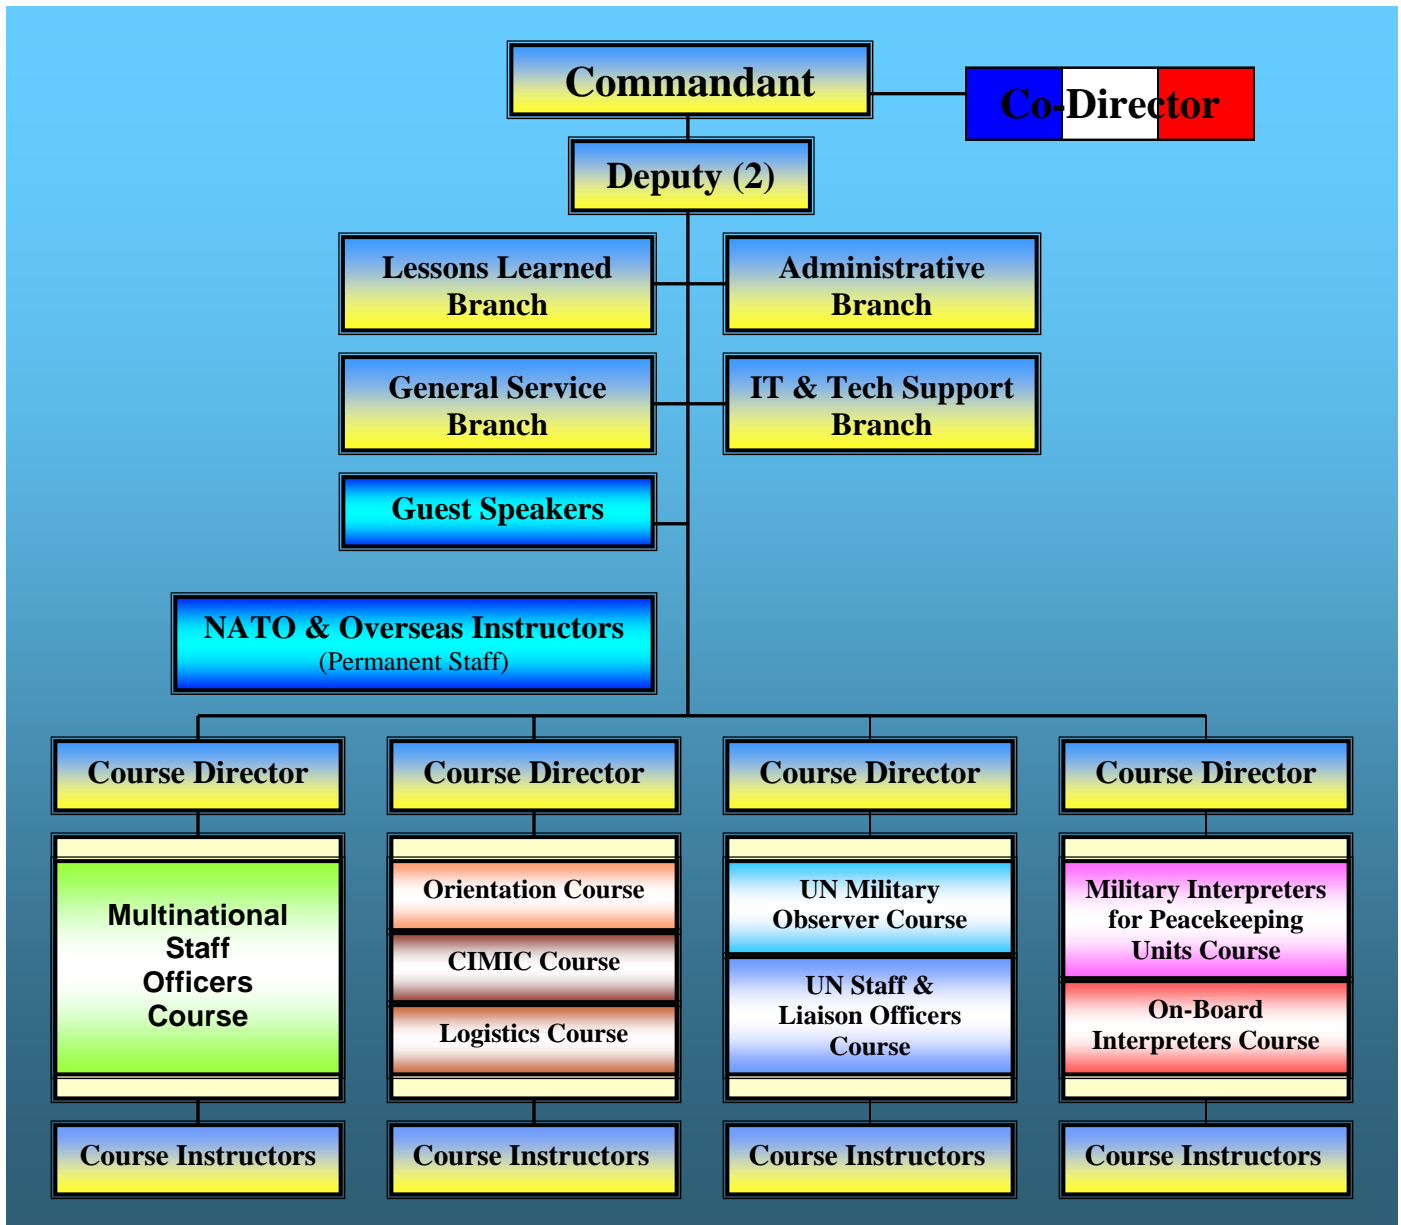 Commandant
Co-Director
Deputy (2)
Lessons Learned
Branch
Administrative
Branch
General Service
Branch
IT & Tech Support
Branch
Guest Speakers
NATO & Overseas Instructors
(Permanent Staff)
Course Director
Course Director
Course Director
Course Director
Multinational
Staff
Officers
Course
Orientation Course
CIMIC Course
Logistics Course
UN Military
Observer Course
UN Staff &
Liaison Officers
Course
Military Interpreters
for Peacekeeping
Units Course
On-Board
Interpreters Course
Course Instructors
Course Instructors
Course Instructors
Course Instructors